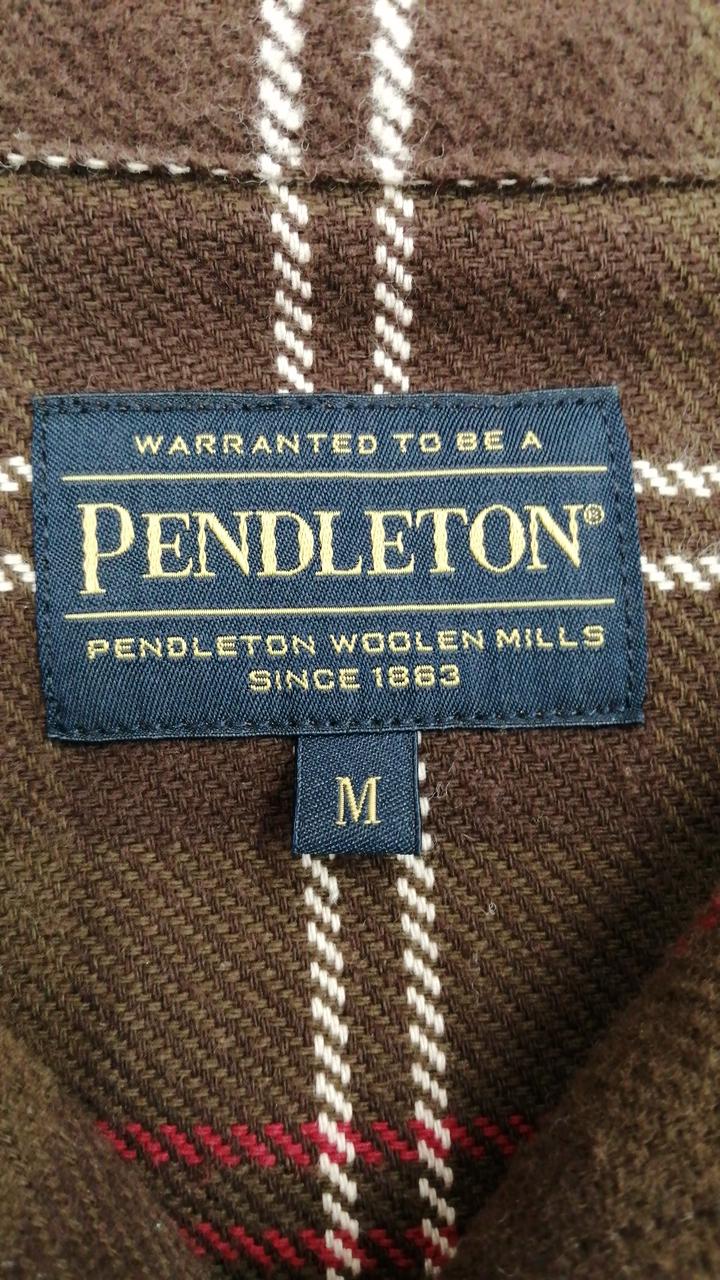 WARRANTED TO BE A
PENDLETON®
PENDLETON WOOLEN MILLS
SINCE 1863
M